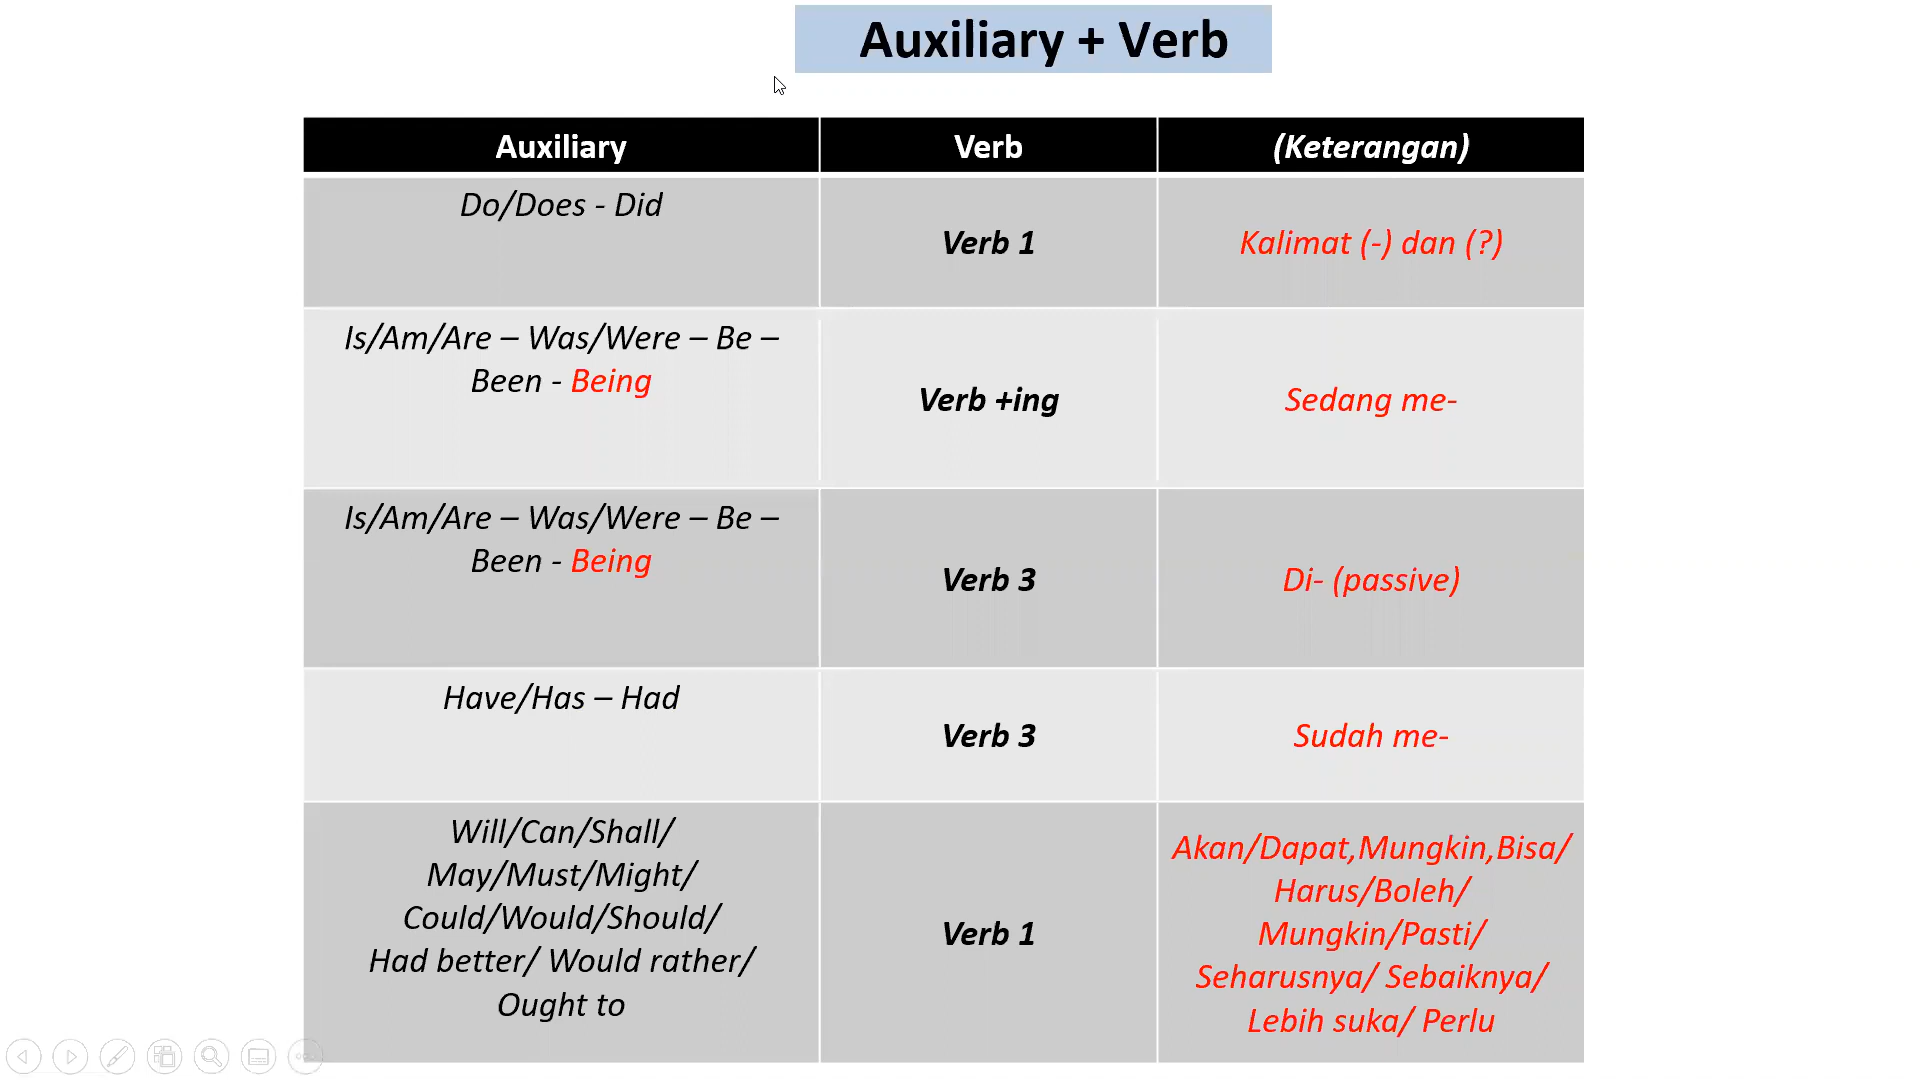 Auxiliary + Verb
Auxiliary
Verb
(Keterangan)
Do/Does - Did
Verb 1
Kalimat (-) dan (?)
Is/Am/Are – Was/Were – Be –
Been - Being
Verb +ing
Sedang me-
Is/Am/Are – Was/Were – Be –
Been - Being
Verb 3
Di- (passive)
Have/Has – Had
Verb 3
Sudah me-
Will/Can/Shall/
May/Must/Might/
Could/Would/Should/
Had better/ Would rather/
Ought to
Verb 1
Akan/Dapat,Mungkin,Bisa/
Harus/Boleh/
Mungkin/Pasti/
Seharusnya/ Sebaiknya/
Lebih suka/ Perlu